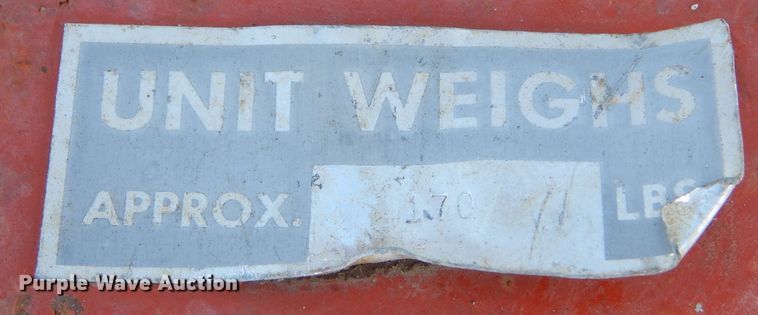 UNIT WEIGHS
APPROX. 170 LBS
Purple Wave Auction